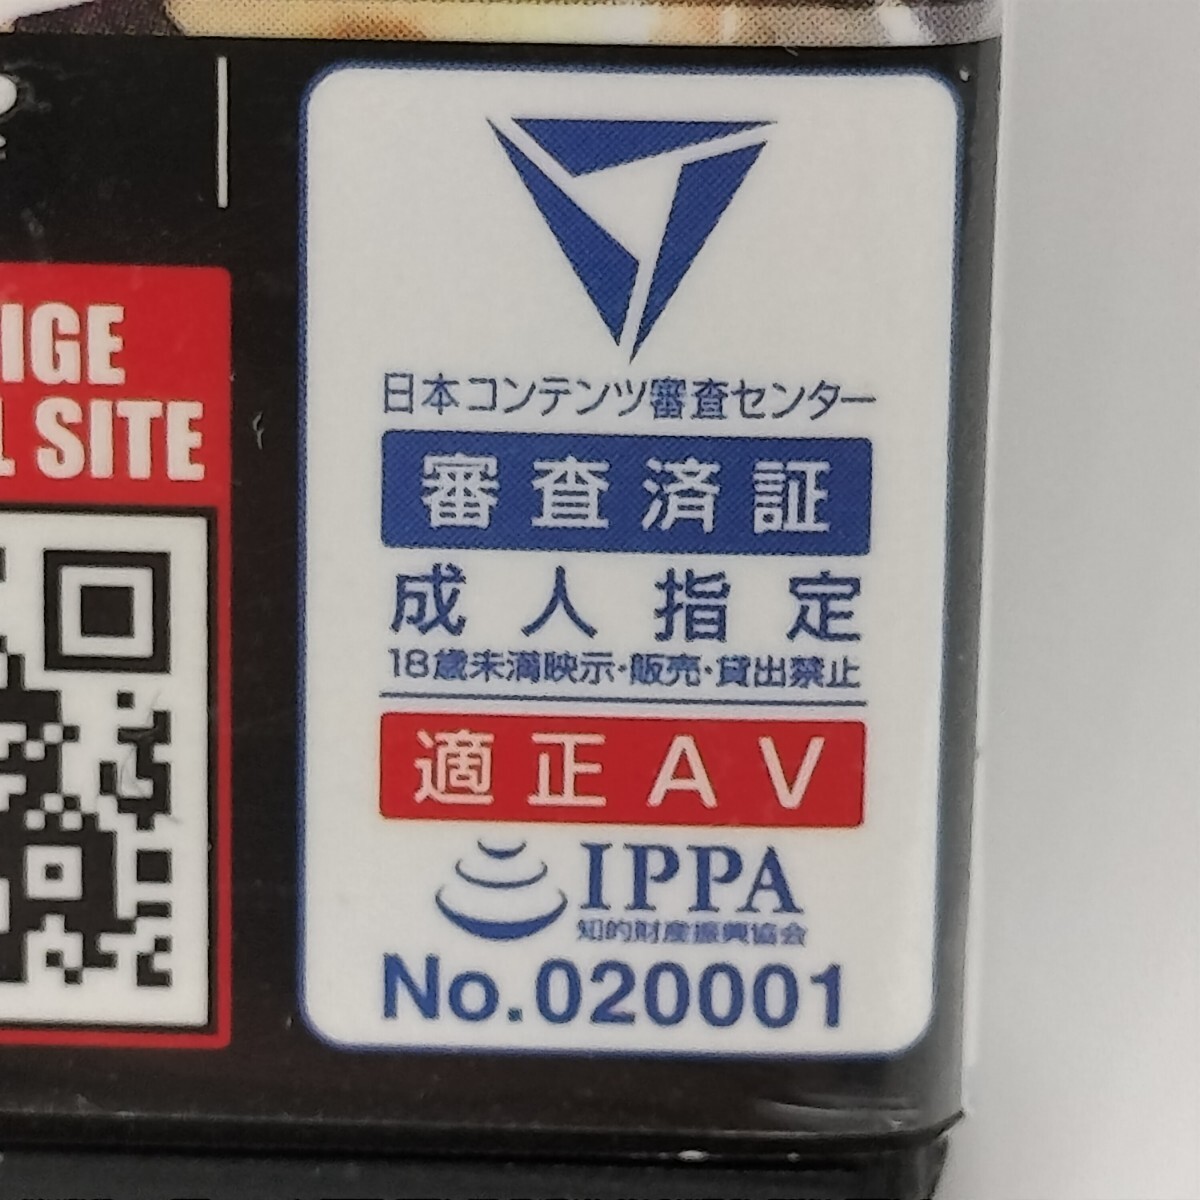 IGE
L SITE
日本コンテンツ審査センター
審査済証
成人指定
18歳未満映示・販売・貸出禁止
適正AV
IPPA
知的財産振興協会
No.020001